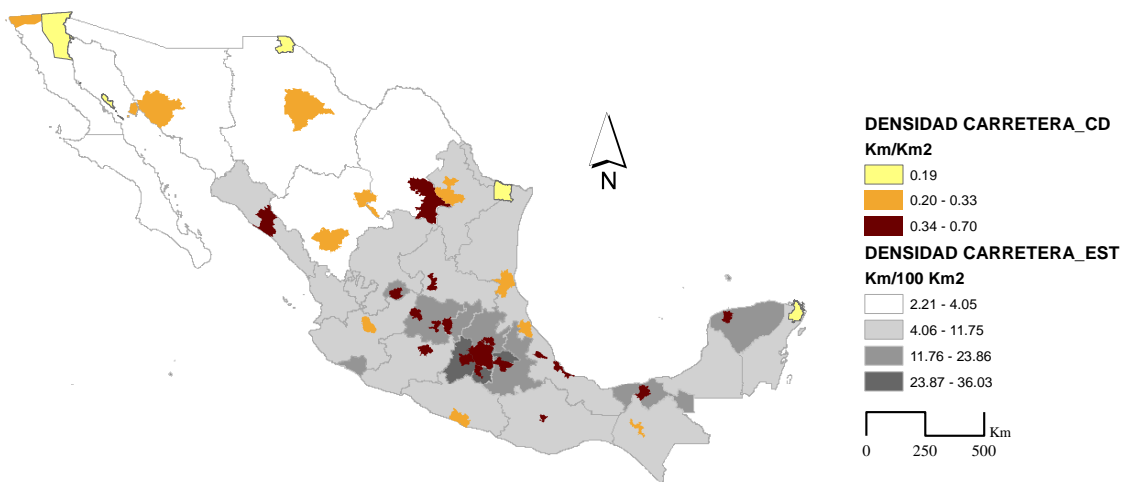 N
DENSIDAD CARRETERA_CD
Km/Km2
0.19
0.20 - 0.33
0.34 - 0.70
DENSIDAD CARRETERA_EST
Km/100 Km2
2.21 - 4.05
4.06 - 11.75
11.76 - 23.86
23.87 - 36.03
Km
0 250 500